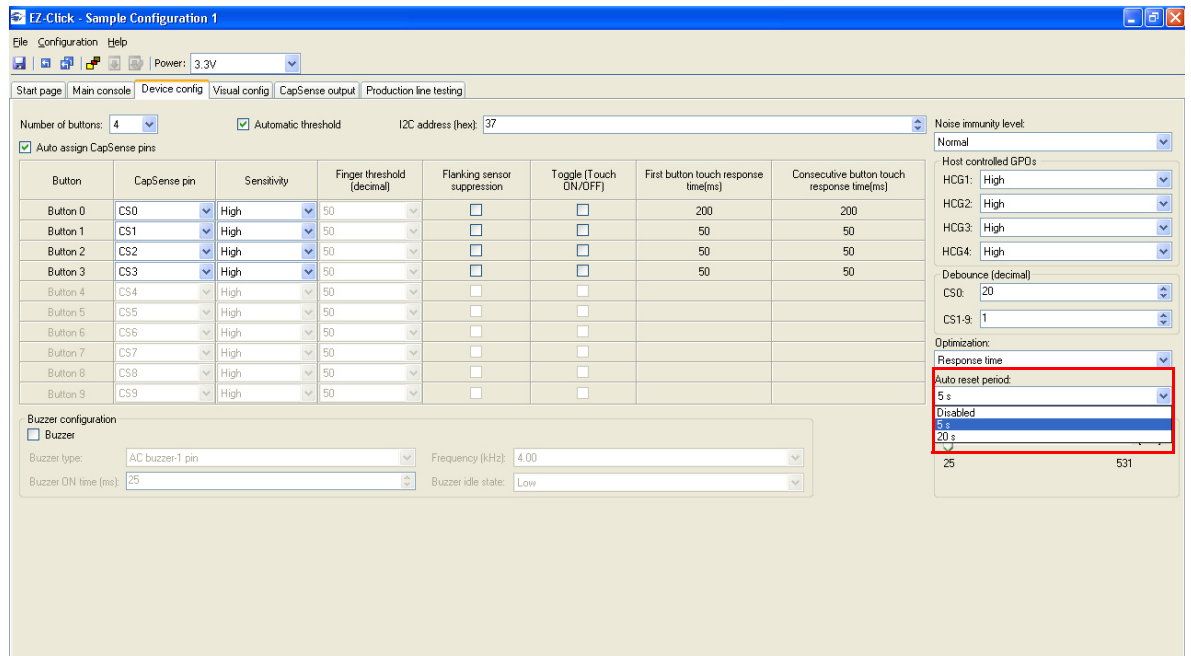 EZ-Click - Sample Configuration 1
File Configuration Help
Power: 3.3V
Start page Main console Device config Visual config CapSense output Production line testing
Number of buttons: 4 Automatic threshold I2C address (hex): 37
Auto assign CapSense pins
Button CapSense pin Sensitivity Finger threshold (decimal) Flanking sensor suppression Toggle (Touch ON/OFF) First button touch response time(ms) Consecutive button touch response time(ms)
Button 0 CS0 High 50 200 200
Button 1 CS1 High 50 50 50
Button 2 CS2 High 50 50 50
Button 3 CS3 High 50 50 50
Button 4 CS4 High 50
Button 5 CS5 High 50
Button 6 CS6 High 50
Button 7 CS7 High 50
Button 8 CS8 High 50
Button 9 CS9 High 50
Buzzer configuration
Buzzer
Buzzer type: AC buzzer-1 pin Frequency (kHz): 4.00
Buzzer ON time (ms): 25 Buzzer idle state: Low
Noise immunity level:
Normal
Host controlled GPOs
HCG1: High
HCG2: High
HCG3: High
HCG4: High
Debounce (decimal)
CS0: 20
CS1-9: 1
Optimization:
Response time
Auto reset period:
5 s
Disabled
5 s
20 s
25 531